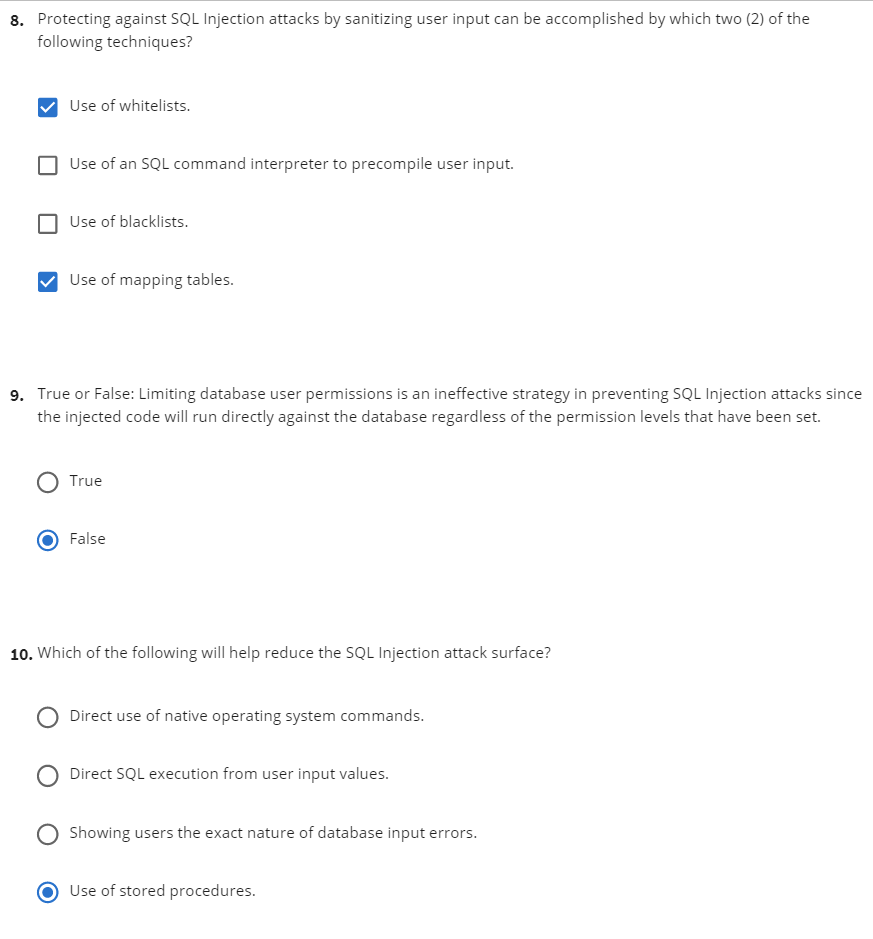 8. Protecting against SQL Injection attacks by sanitizing user input can be accomplished by which two (2) of the
following techniques?
Use of whitelists.
Use of an SQL command interpreter to precompile user input.
Use of blacklists.
Use of mapping tables.
9. True or False: Limiting database user permissions is an ineffective strategy in preventing SQL Injection attacks since
the injected code will run directly against the database regardless of the permission levels that have been set.
True
False
10. Which of the following will help reduce the SQL Injection attack surface?
Direct use of native operating system commands.
Direct SQL execution from user input values.
Showing users the exact nature of database input errors.
Use of stored procedures.